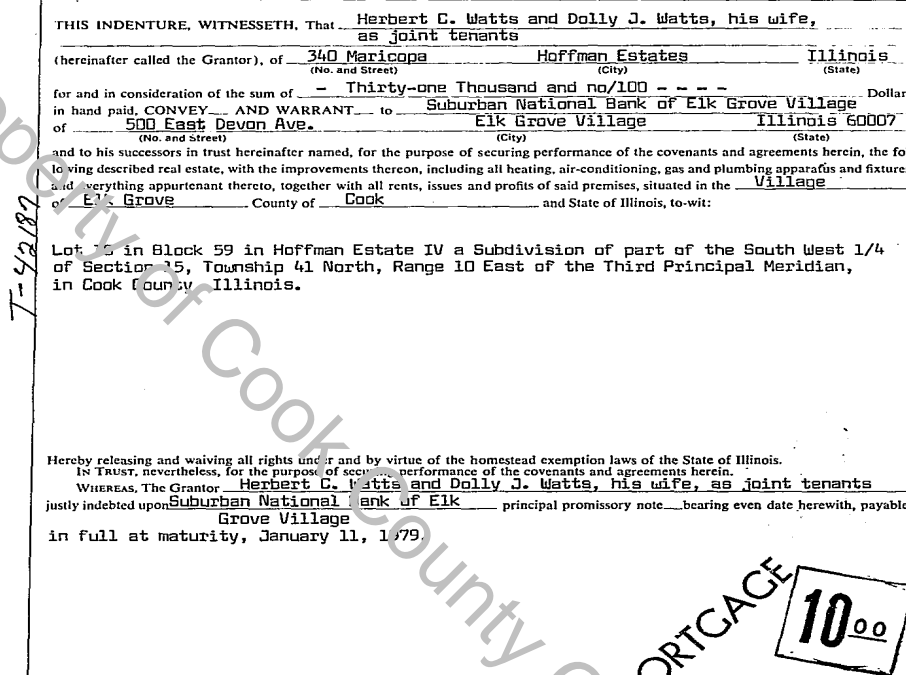 THIS INDENTURE, WITNESSETH, That Herbert C. Watts and Dolly J. Watts, his wife,
as joint tenants
(hereinafter called the Grantor), of 340 Maricopa Hoffman Estates Illinois
(No. and Street) (City) (State)
for and in consideration of the sum of - Thirty-one Thousand and no/100 - - - - Dollar
in hand paid, CONVEY__ AND WARRANT__ to Suburban National Bank of Elk Grove Village
of 500 East Devon Ave. Elk Grove Village Illinois 60007
(No. and Street) (City) (State)
and to his successors in trust hereinafter named, for the purpose of securing performance of the covenants and agreements herein, the fo
lowing described real estate, with the improvements thereon, including all heating, air-conditioning, gas and plumbing apparatus and fixture
and everything appurtenant thereto, together with all rents, issues and profits of said premises, situated in the Village
of Elk Grove County of Cook and State of Illinois, to-wit:
T-42187
Lot in Block 59 in Hoffman Estate IV a Subdivision of part of the South West 1/4
of Section 15, Township 41 North, Range 10 East of the Third Principal Meridian,
in Cook County, Illinois.
Hereby releasing and waiving all rights under and by virtue of the homestead exemption laws of the State of Illinois.
IN TRUST, nevertheless, for the purpose of securing performance of the covenants and agreements herein.
WHEREAS, The Grantor Herbert C. Watts and Dolly J. Watts, his wife, as joint tenants
justly indebted upon Suburban National Bank of Elk principal promissory note__bearing even date herewith, payable
Grove Village
in full at maturity, January 11, 1979.
operty of Cook County
ORTGAGE
10 00